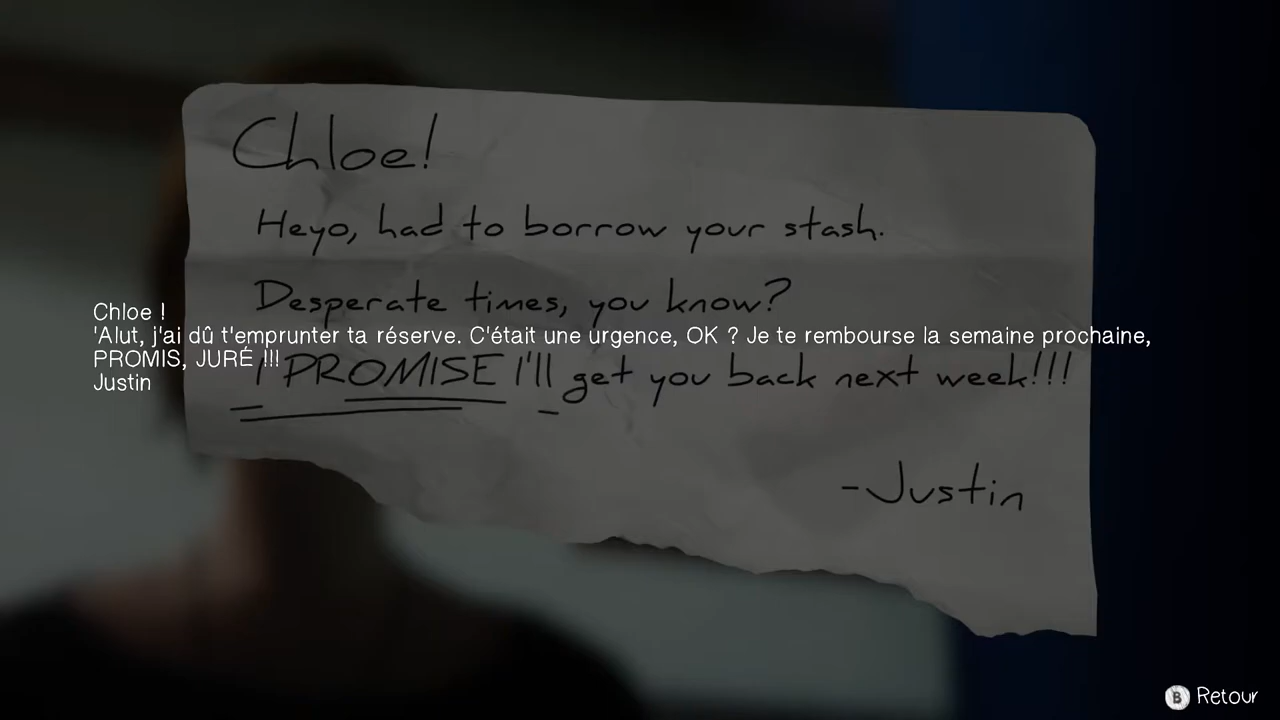 Chloe!
Heyo, had to borrow your stash.
Desperate times, you know?
I PROMISE I'll get you back next week!!!
-Justin
Chloe !
'Alut, j'ai dû t'emprunter ta réserve. C'était une urgence, OK ? Je te rembourse la semaine prochaine,
PROMIS, JURÉ !!!
Justin
B Retour